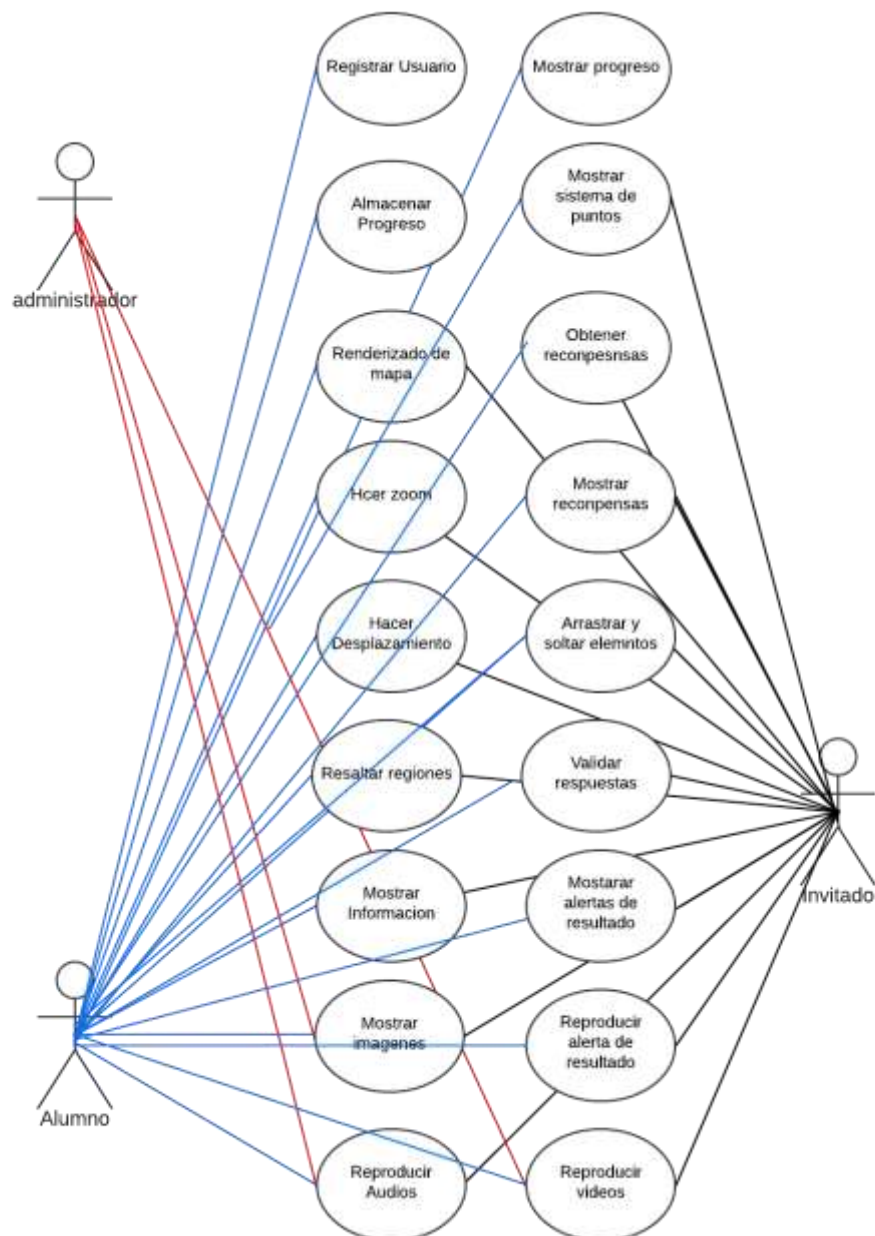 Registrar Usuario
Mostrar progreso
Almacenar
Progreso
Mostrar
sistema de
puntos
administrador
Renderizado de
mapa
Obtener
reconpesnsas
Hcer zoom
Mostrar
reconpensas
Hacer
Desplazamiento
Arrastrar y
soltar elemntos
Resaltar regiones
Validar
respuestas
Mostrar
Informacion
Mostarar
alertas de
resultado
Invitado
Mostrar
imagenes
Reproducir
alerta de
resultado
Alumno
Reproducir
Audios
Reproducir
videos